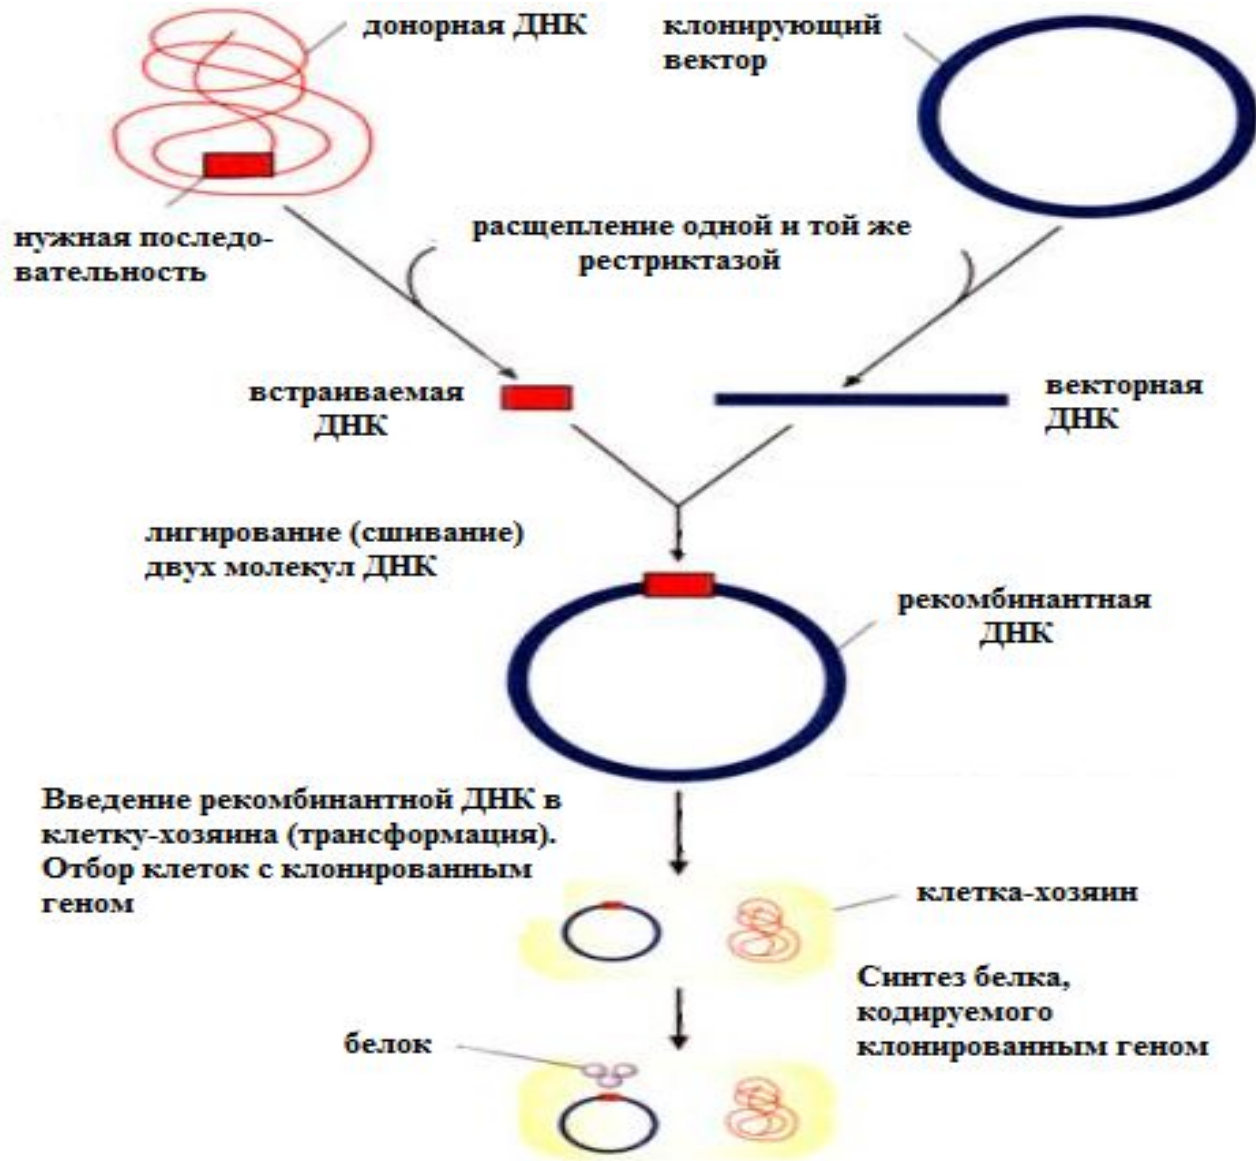 донорная ДНК
клонирующий
вектор
нужная последо-
вательность
расщепление одной и той же
рестриктазой
встраиваемая
ДНК
векторная
ДНК
лигирование (сшивание)
двух молекул ДНК
рекомбинантная
ДНК
Введение рекомбинантной ДНК в
клетку-хозяина (трансформация).
Отбор клеток с клонированным
геном
клетка-хозяин
Синтез белка,
кодируемого
клонированным геном
белок